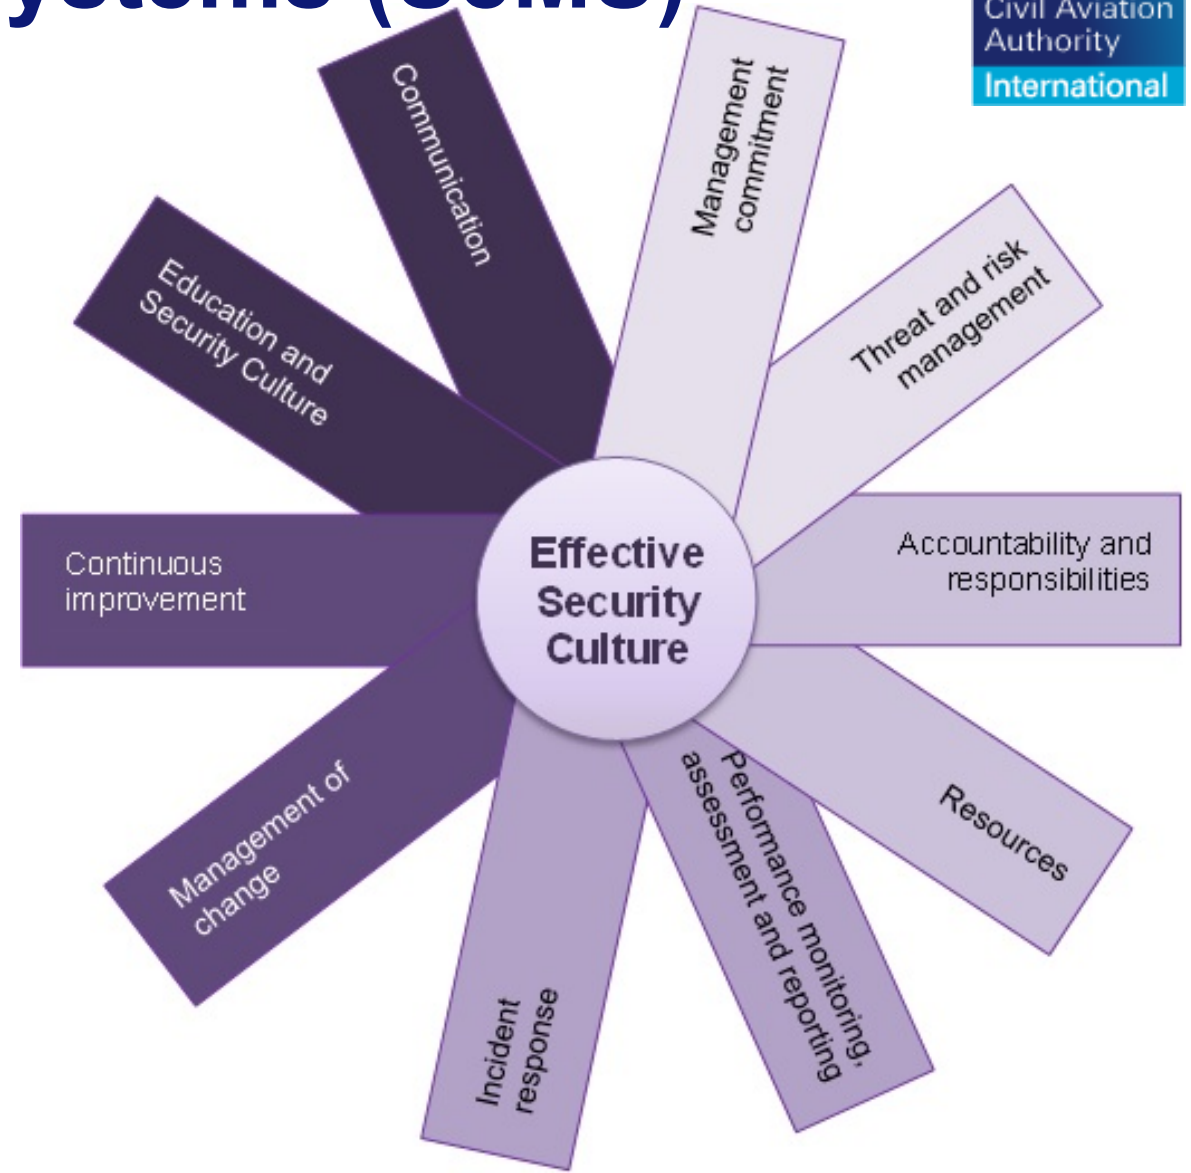 ystems (SeMS)
Civil Aviation
Authority
International
Communication
Management
commitment
Education and
Security Culture
Threat and risk
management
Continuous
improvement
Effective
Security
Culture
Accountability and
responsibilities
Management of
change
Resources
Performance monitoring,
assessment and reporting
Incident
response